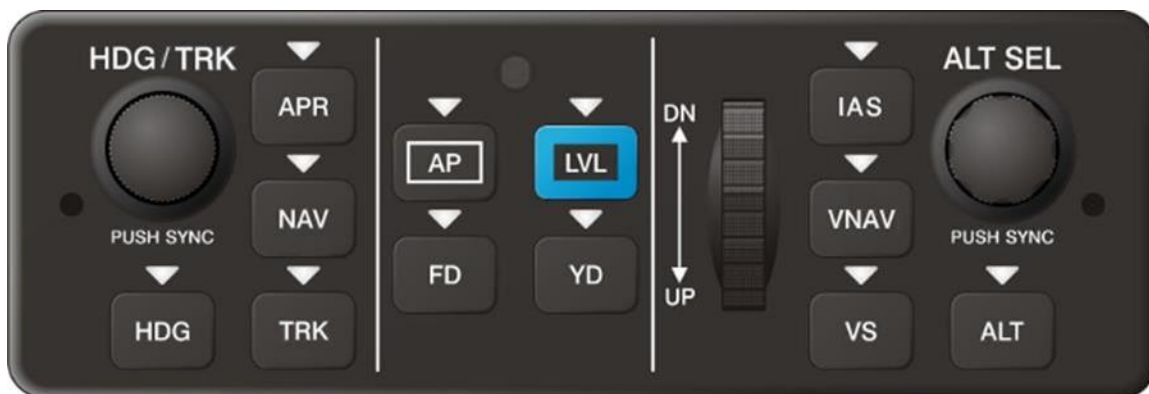 HDG/TRK
PUSH SYNC
APR
NAV
HDG
TRK
AP
LVL
FD
YD
DN
UP
IAS
VNAV
VS
ALT SEL
PUSH SYNC
ALT